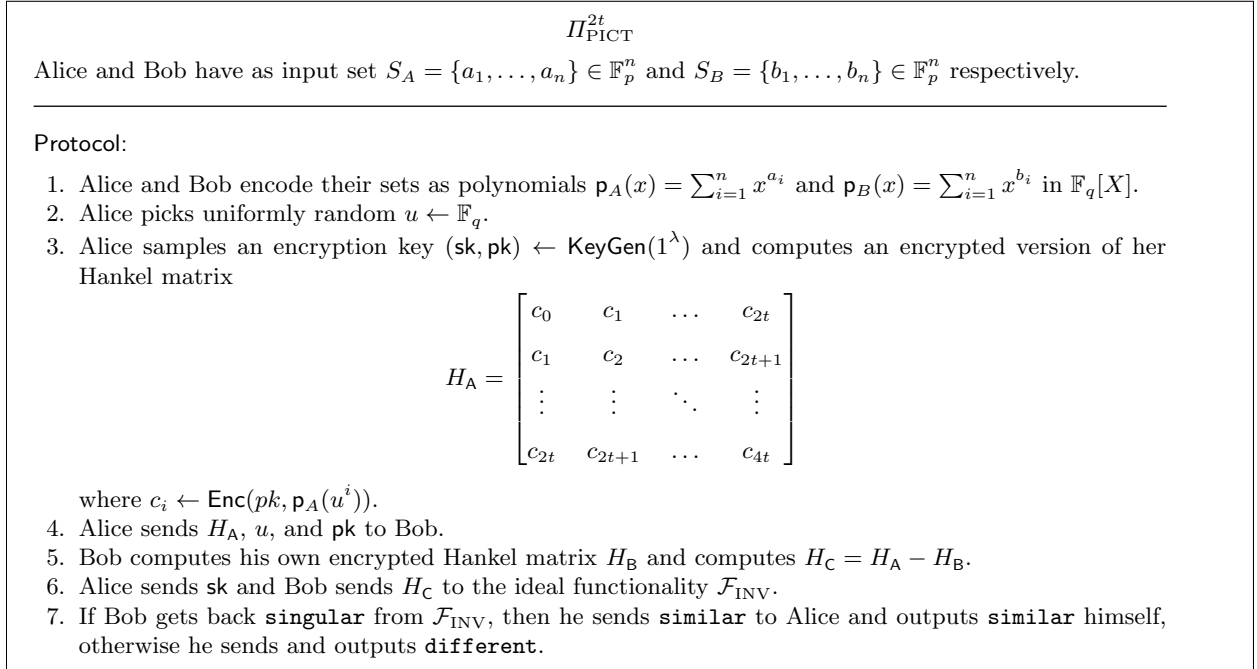 Π²ᵗ_PICT
Alice and Bob have as input set S_A = {a_1, . . . , a_n} ∈ 𝔽_p^n and S_B = {b_1, . . . , b_n} ∈ 𝔽_p^n respectively.
Protocol:
1. Alice and Bob encode their sets as polynomials p_A(x) = ∑_{i=1}^n x^{a_i} and p_B(x) = ∑_{i=1}^n x^{b_i} in 𝔽_q[X].
2. Alice picks uniformly random u ← 𝔽_q.
3. Alice samples an encryption key (sk, pk) ← KeyGen(1^λ) and computes an encrypted version of her
Hankel matrix
c_0 c_1 . . . c_{2t}
c_1 c_2 . . . c_{2t+1}
H_A =
⋮ ⋮ ⋱ ⋮
c_{2t} c_{2t+1} . . . c_{4t}
where c_i ← Enc(pk, p_A(u^i)).
4. Alice sends H_A, u, and pk to Bob.
5. Bob computes his own encrypted Hankel matrix H_B and computes H_C = H_A − H_B.
6. Alice sends sk and Bob sends H_C to the ideal functionality ℱ_INV.
7. If Bob gets back singular from ℱ_INV, then he sends similar to Alice and outputs similar himself,
otherwise he sends and outputs different.